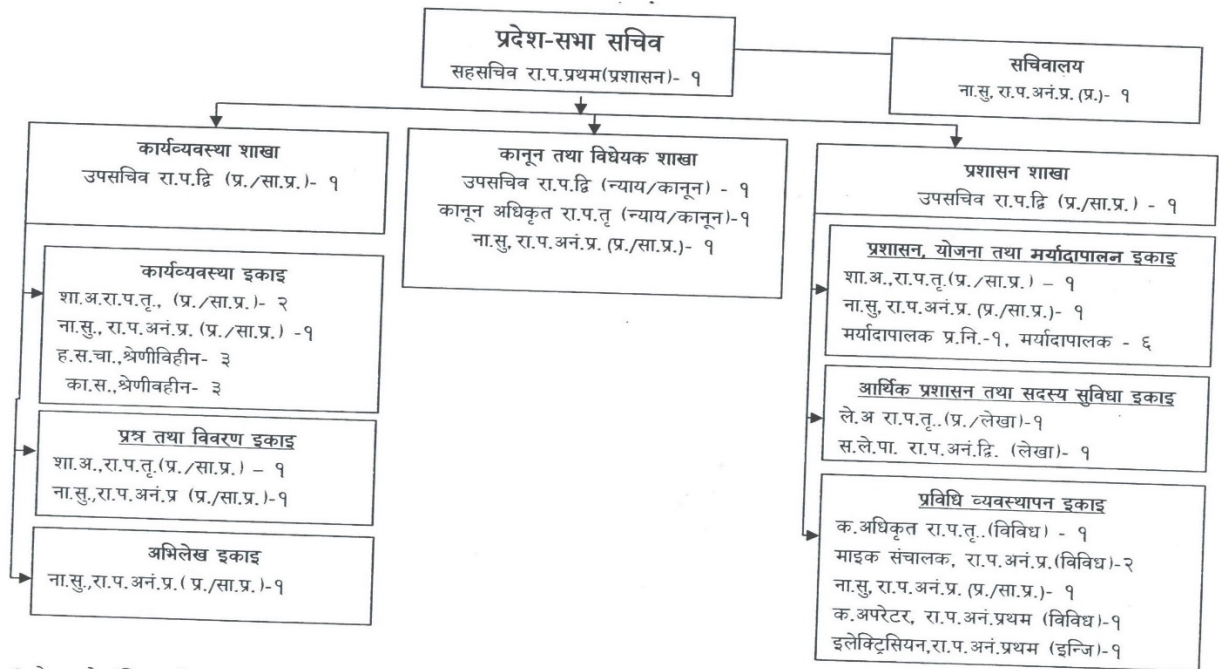 प्रदेश-सभा सचिव
सहसचिव रा.प.प्रथम(प्रशासन)- १
सचिवालय
ना.सु, रा.प.अनं.प्र.(प्र.)- १
कार्यव्यवस्था शाखा
उपसचिव रा.प.द्वि (प्र./सा.प्र.)- १
कार्यव्यवस्था इकाइ
शा.अ.रा.प.तृ., (प्र./सा.प्र.)- २
ना.सु., रा.प.अनं.प्र. (प्र./सा.प्र.) -१
ह.स.चा.,श्रेणीविहीन- ३
का.स.,श्रेणीवहीन- ३
प्रश्न तथा विवरण इकाइ
शा.अ.,रा.प.तृ.(प्र./सा.प्र.) – १
ना.सु.,रा.प.अनं.प्र (प्र./सा.प्र.)-१
अभिलेख इकाइ
ना.सु.,रा.प.अनं.प्र.( प्र./सा.प्र.)-१
कानून तथा विधेयक शाखा
उपसचिव रा.प.द्वि (न्याय/कानून) - १
कानून अधिकृत रा.प.तृ (न्याय/कानून)-१
ना.सु, रा.प.अनं.प्र.(प्र./सा.प्र.)- १
प्रशासन शाखा
उपसचिव रा.प.द्वि (प्र./सा.प्र.) - १
प्रशासन, योजना तथा मर्यादापालन इकाइ
शा.अ.,रा.प.तृ.(प्र./सा.प्र.) – १
ना.सु, रा.प.अनं.प्र.(प्र./सा.प्र.)- १
मर्यादापालक प्र.नि.-१, मर्यादापालक - ६
आर्थिक प्रशासन तथा सदस्य सुविधा इकाइ
ले.अ रा.प.तृ..(प्र./लेखा)-१
स.ले.पा. रा.प.अनं.द्वि. (लेखा)- १
प्रविधि व्यवस्थापन इकाइ
क.अधिकृत रा.प.तृ..(विविध) - १
माइक संचालक, रा.प.अनं.प्र.(विविध)-२
ना.सु, रा.प.अनं.प्र.(प्र./सा.प्र.)- १
क.अपरेटर, रा.प.अनं.प्रथम (विविध)-१
इलेक्ट्रिसियन,रा.प.अनं.प्रथम (इन्जि)-१